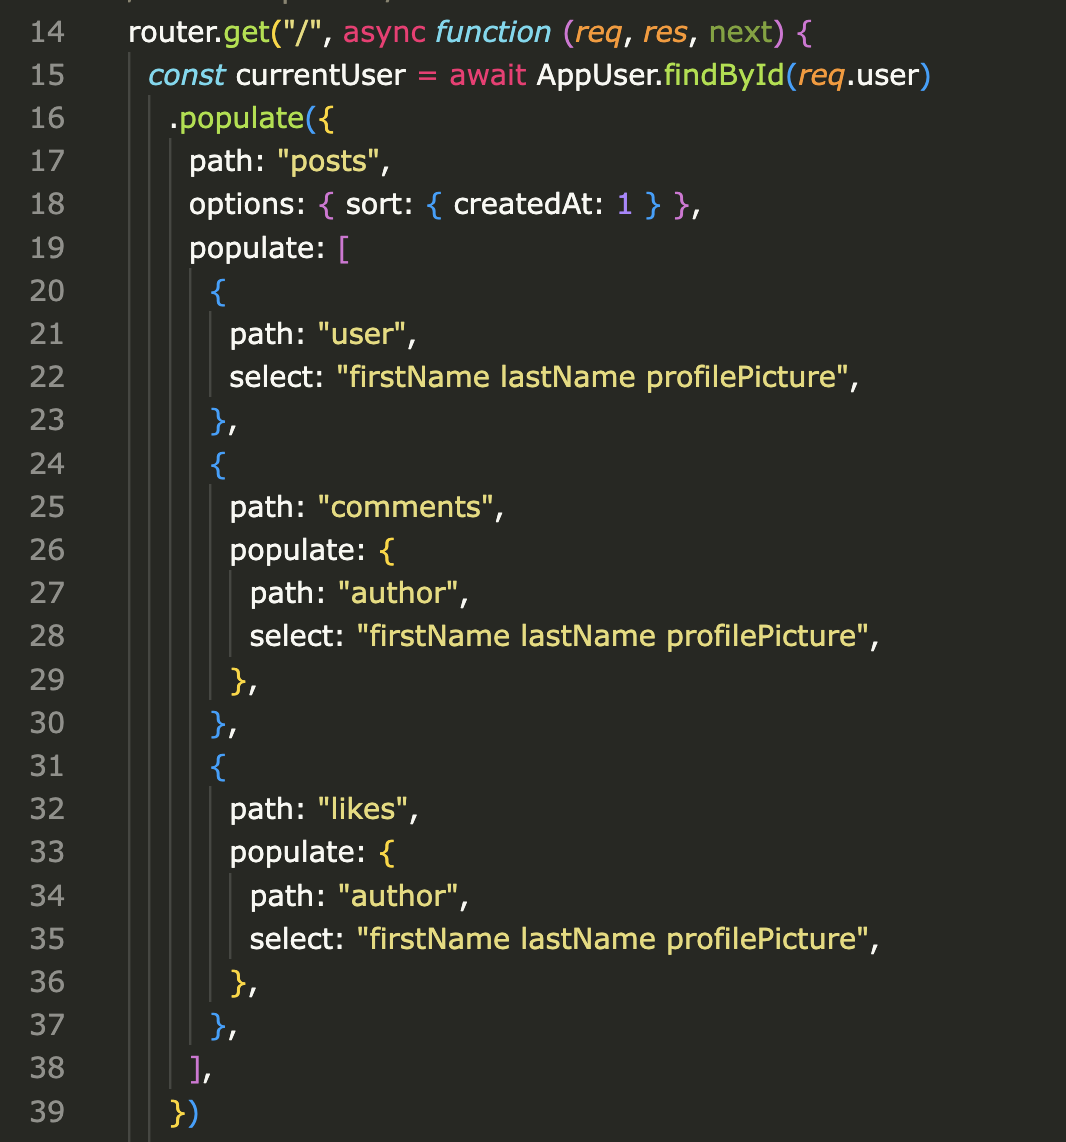 14 router.get("/", async function (req, res, next) {
15 const currentUser = await AppUser.findById(req.user)
16 .populate({
17 path: "posts",
18 options: { sort: { createdAt: 1 } },
19 populate: [
20 {
21 path: "user",
22 select: "firstName lastName profilePicture",
23 },
24 {
25 path: "comments",
26 populate: {
27 path: "author",
28 select: "firstName lastName profilePicture",
29 },
30 },
31 {
32 path: "likes",
33 populate: {
34 path: "author",
35 select: "firstName lastName profilePicture",
36 },
37 },
38 ],
39 })